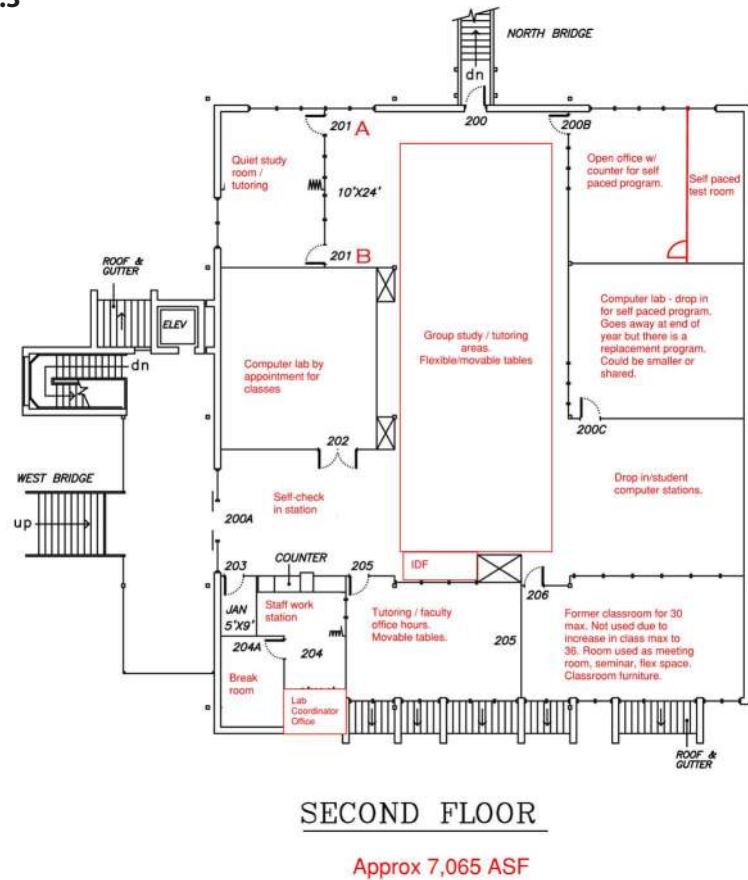 .5
NORTH BRIDGE
dn
200
201 A
200B
Quiet study
room /
tutoring
10'X24'
Open office w/
counter for self
paced program.
Self paced
test room
201 B
ROOF &
GUTTER
ELEV
dn
Computer lab by
appointment for
classes
Group study / tutoring
areas.
Flexible/movable tables
Computer lab - drop in
for self paced program.
Goes away at end of
year but there is a
replacement program.
Could be smaller or
shared.
200C
202
WEST BRIDGE
up
Self-check
in station
200A
Drop in/student
computer stations.
203
COUNTER
205
IDF
206
JAN
5'X9'
Staff work
station
204A
204
Break
room
Lab
Coordinator
Office
Tutoring / faculty
office hours.
Movable tables.
205
Former classroom for 30
max. Not used due to
increase in class max to
36. Room used as meeting
room, seminar, flex space.
Classroom furniture.
ROOF &
GUTTER
SECOND FLOOR
Approx 7,065 ASF